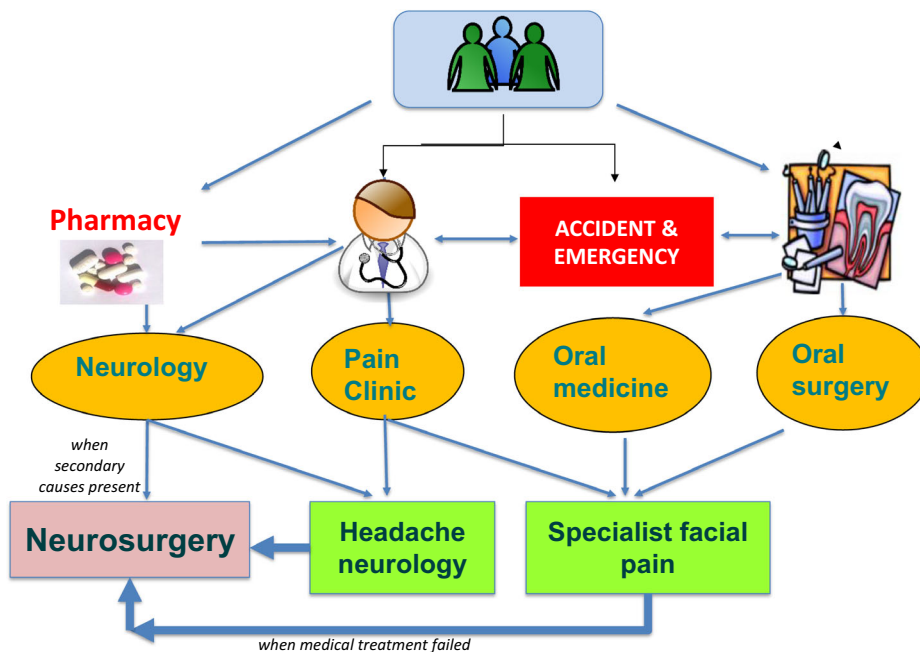 Pharmacy
ACCIDENT &
EMERGENCY
Neurology
Pain
Clinic
Oral
medicine
Oral
surgery
when
secondary
causes present
Neurosurgery
Headache
neurology
Specialist facial
pain
when medical treatment failed